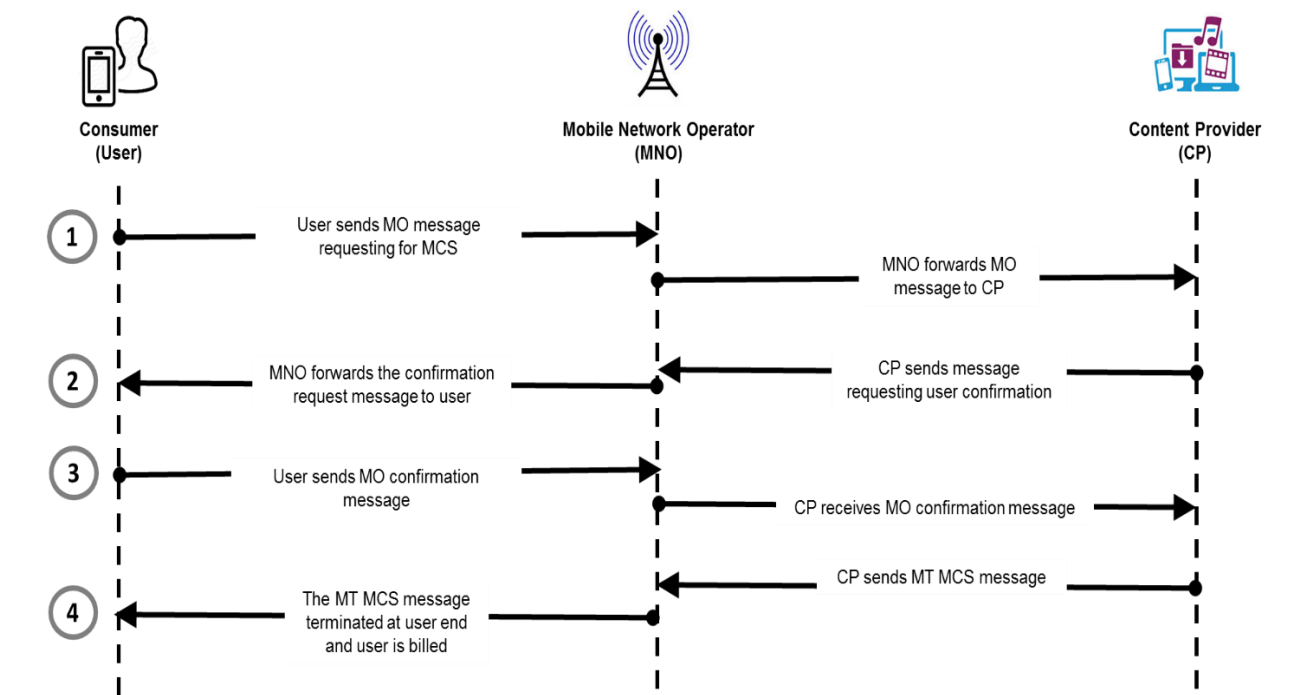 Consumer
(User)
Mobile Network Operator
(MNO)
Content Provider
(CP)
1
User sends MO message
requesting for MCS
MNO forwards MO
message to CP
2
MNO forwards the confirmation
request message to user
CP sends message
requesting user confirmation
3
User sends MO confirmation
message
CP receives MO confirmation message
CP sends MT MCS message
4
The MT MCS message
terminated at user end
and user is billed